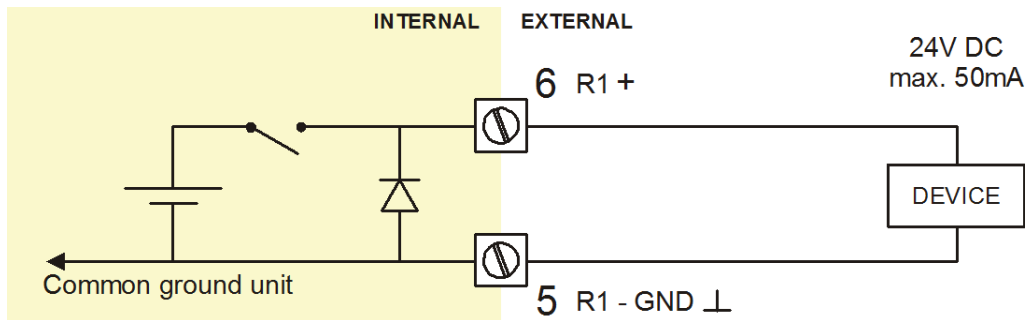 INTERNAL EXTERNAL
24V DC
max. 50mA
6 R1 +
DEVICE
Common ground unit
5 R1 - GND